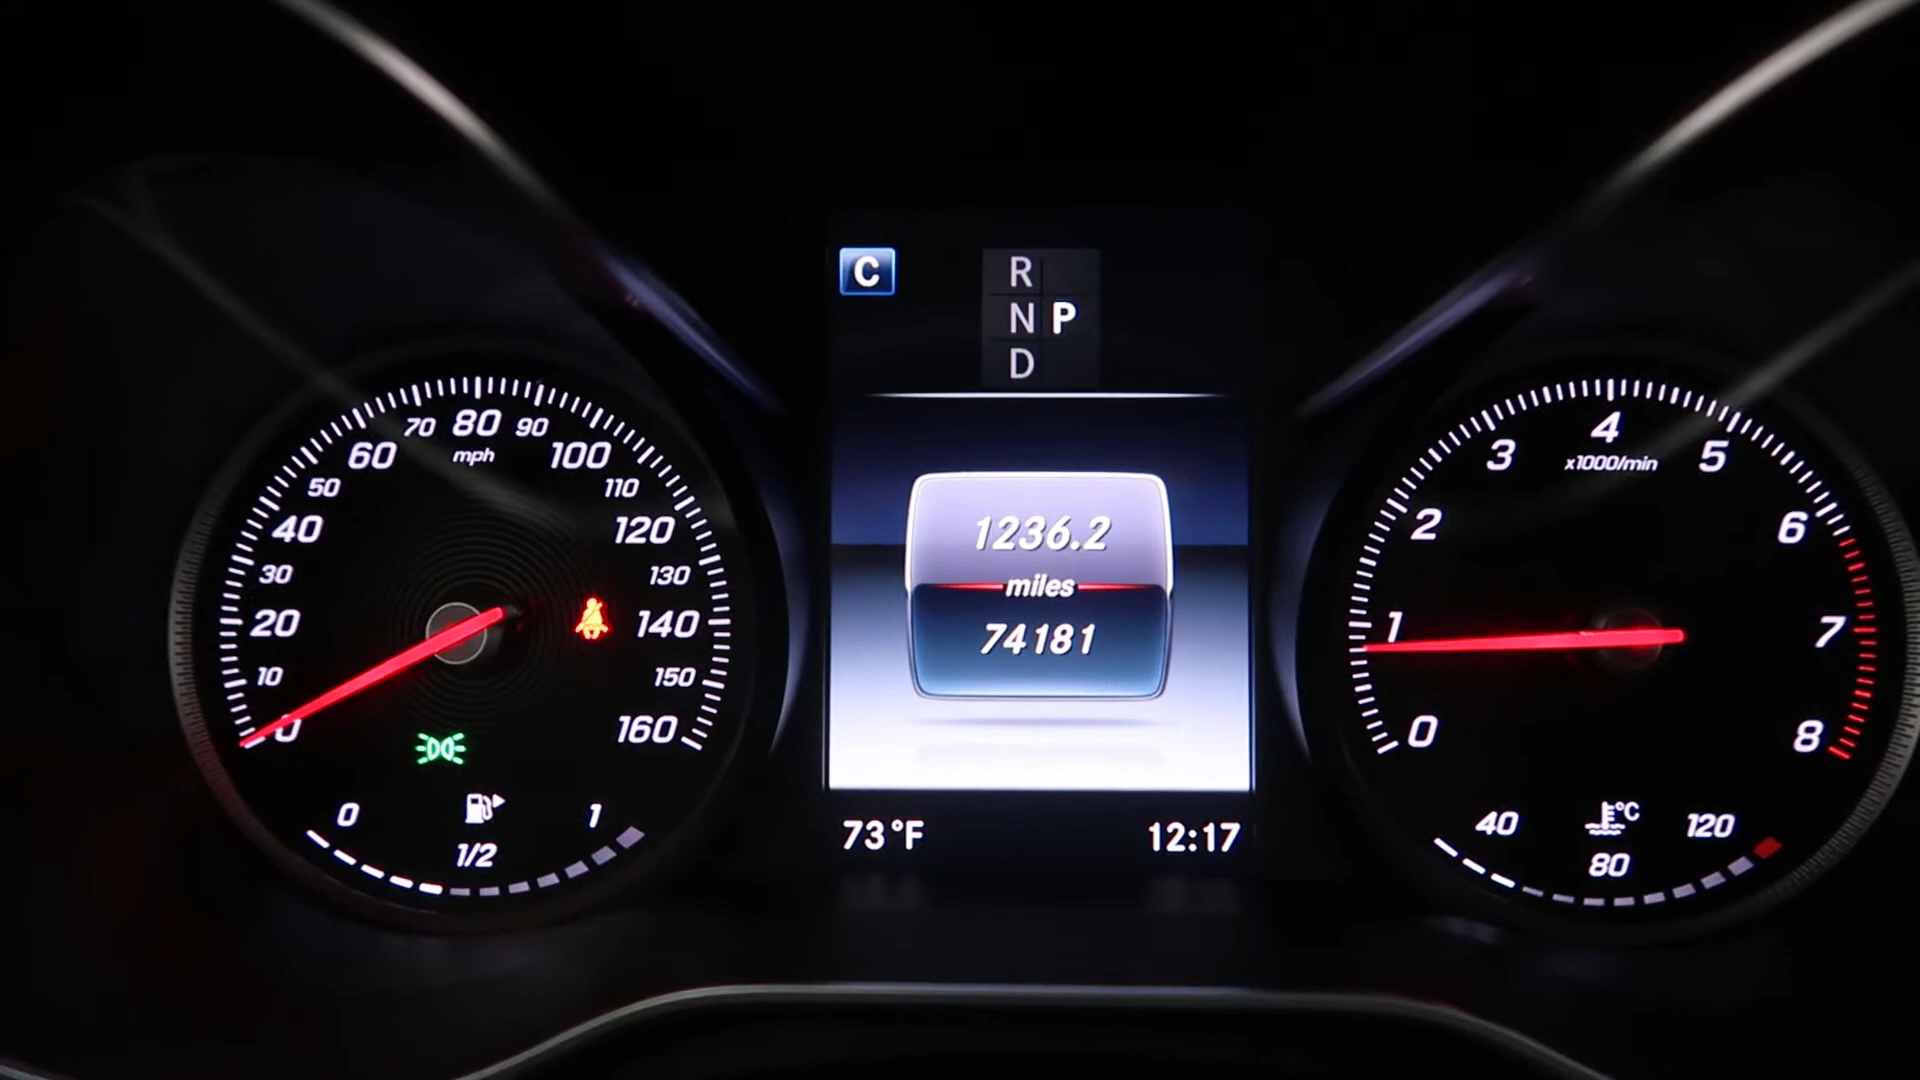 C
R
N P
D
70 80 90
60 mph 100
50 110
40 120
30 130
20 140
10 150
0 160
0 1
1/2
1236.2
miles
74181
73°F 12:17
4
3 x1000/min 5
2 6
1 7
0 8
°C
40 120
80